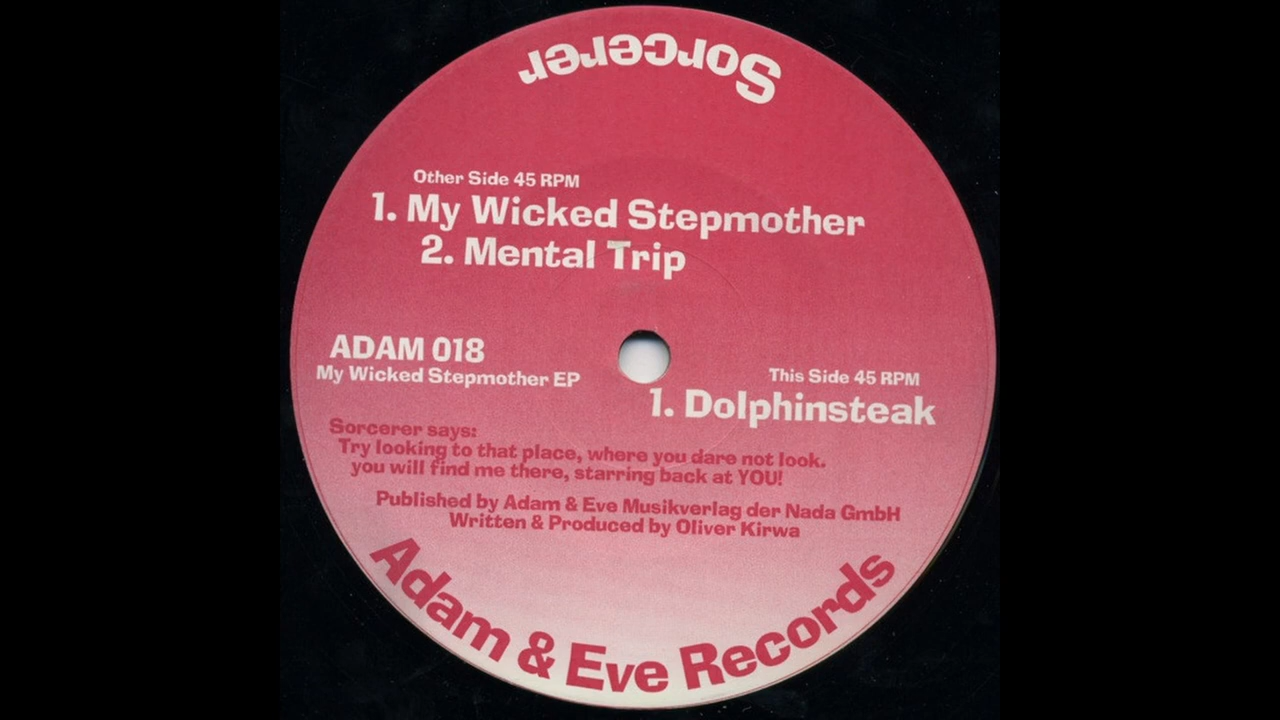 Sorcerer
Other Side 45 RPM
1. My Wicked Stepmother
2. Mental Trip
ADAM 018
My Wicked Stepmother EP
This Side 45 RPM
1. Dolphinsteak
Sorcerer says:
Try looking to that place, where you dare not look.
you will find me there, starring back at YOU!
Published by Adam & Eve Musikverlag der Nada GmbH
Written & Produced by Oliver Kirwa
Adam & Eve Records